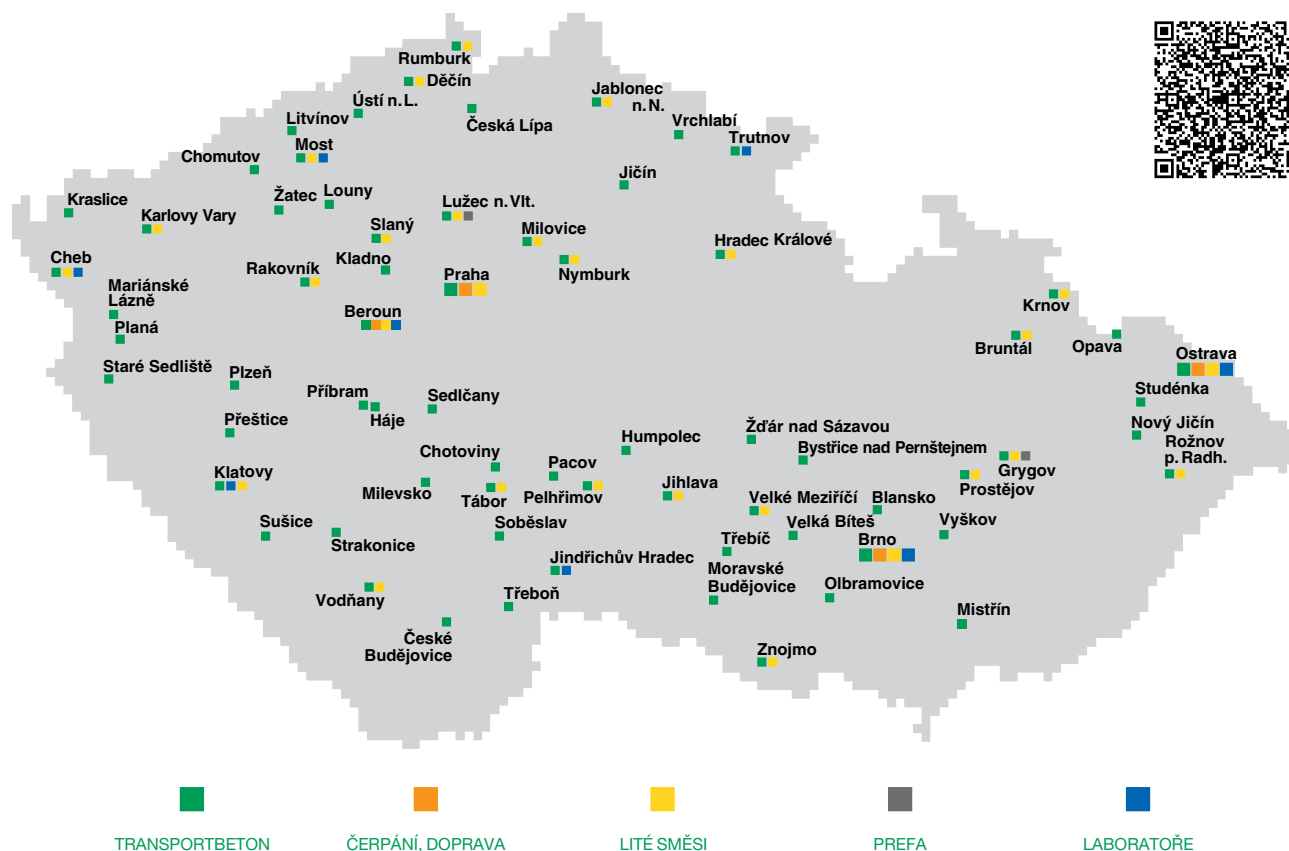 Rumburk
Děčín
Ústí n. L.
Česká Lípa
Jablonec
n. N.
Litvínov
Vrchlabí
Most
Trutnov
Chomutov
Jičín
Kraslice
Žatec
Louny
Lužec n. Vlt.
Karlovy Vary
Slaný
Milovice
Hradec Králové
Cheb
Kladno
Rakovník
Praha
Nymburk
Mariánské
Lázně
Beroun
Krnov
Planá
Bruntál
Opava
Ostrava
Staré Sedliště
Plzeň
Studénka
Příbram
Sedlčany
Háje
Přeštice
Nový Jičín
Žďár nad Sázavou
Humpolec
Bystřice nad Pernštejnem
Rožnov
p. Radh.
Chotoviny
Klatovy
Pacov
Grygov
Milevsko
Tábor
Pelhřimov
Jihlava
Prostějov
Velké Meziříčí
Blansko
Sušice
Strakonice
Soběslav
Velká Bíteš
Vyškov
Třebíč
Brno
Jindřichův Hradec
Moravské
Budějovice
Olbramovice
Vodňany
Třeboň
Mistřín
České
Budějovice
Znojmo
TRANSPORTBETON
ČERPÁNÍ, DOPRAVA
LITÉ SMĚSI
PREFA
LABORATOŘE